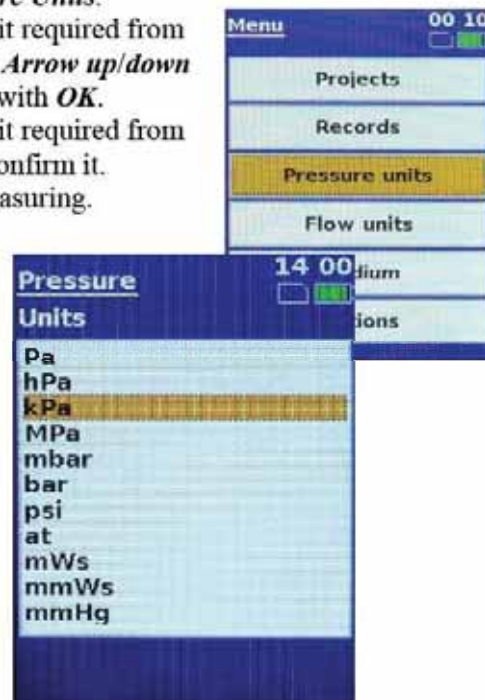 re Units.
it required from
Arrow up/down
with OK.
it required from
onfirm it.
asuring.
Menu
00 10
Projects
Records
Pressure units
Flow units
dium
ions
Pressure
14 00
Units
Pa
hPa
kPa
MPa
mbar
bar
psi
at
mWs
mmWs
mmHg